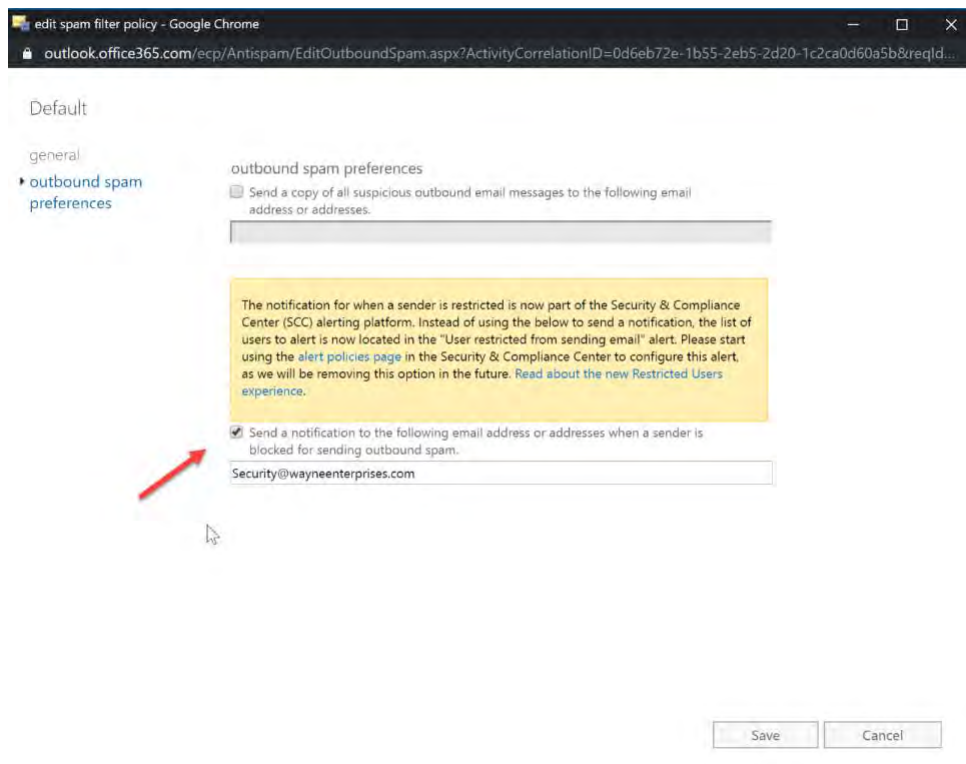 edit spam filter policy - Google Chrome
outlook.office365.com/ecp/Antispam/EditOutboundSpam.aspx?ActivityCorrelationID=0d6eb72e-1b55-2eb5-2d20-1c2ca0d60a5b&reqId...
Default
general
outbound spam
preferences
outbound spam preferences
Send a copy of all suspicious outbound email messages to the following email
address or addresses.
The notification for when a sender is restricted is now part of the Security & Compliance
Center (SCC) alerting platform. Instead of using the below to send a notification, the list of
users to alert is now located in the "User restricted from sending email" alert. Please start
using the alert policies page in the Security & Compliance Center to configure this alert,
as we will be removing this option in the future. Read about the new Restricted Users
experience.
Send a notification to the following email address or addresses when a sender is
blocked for sending outbound spam.
Security@wayneenterprises.com
Save
Cancel